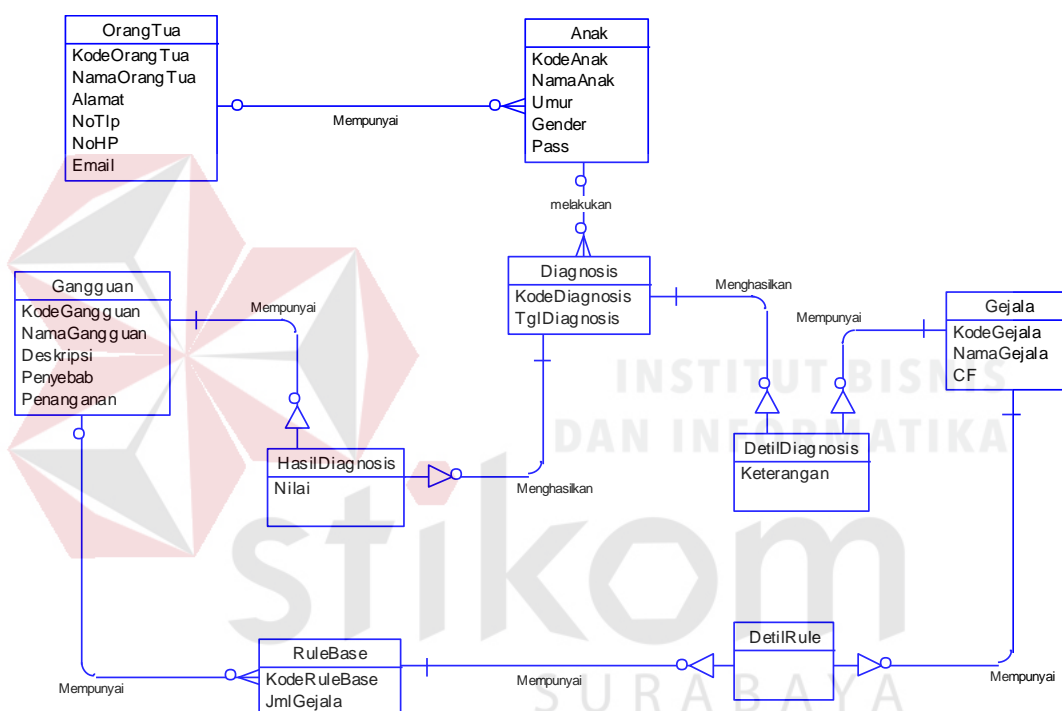 OrangTua
KodeOrangTua
NamaOrangTua
Alamat
NoTlp
NoHP
Email
Mempunyai
Anak
KodeAnak
NamaAnak
Umur
Gender
Pass
melakukan
Diagnosis
KodeDiagnosis
TglDiagnosis
Gangguan
KodeGangguan
NamaGangguan
Deskripsi
Penyebab
Penanganan
Mempunyai
Menghasilkan
Mempunyai
Gejala
KodeGejala
NamaGejala
CF
INSTITUT BISNIS
DAN INFORMATIKA
HasilDiagnosis
Nilai
Menghasilkan
DetilDiagnosis
Keterangan
stikom
SURABAYA
RuleBase
KodeRuleBase
JmlGejala
Mempunyai
Mempunyai
DetilRule
Mempunyai